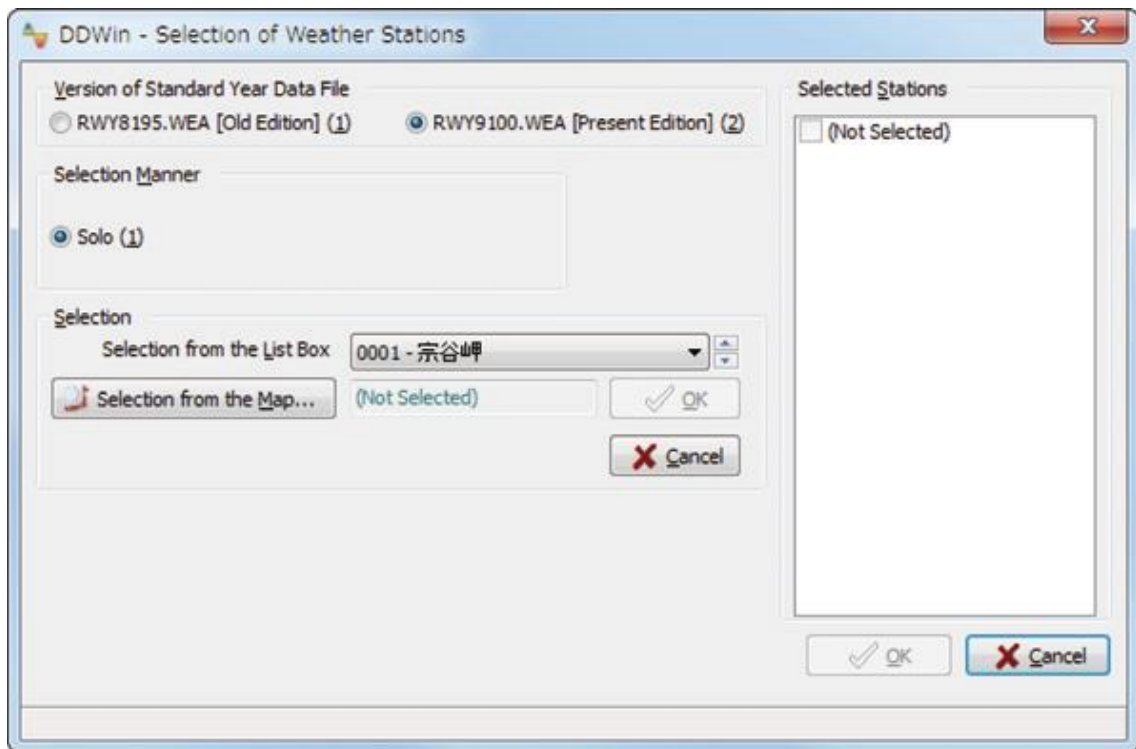 DDWin - Selection of Weather Stations
Version of Standard Year Data File
RWY8195.WEA [Old Edition] (1)
RWY9100.WEA [Present Edition] (2)
Selection Manner
Solo (1)
Selection
Selection from the List Box
0001 - 宗谷岬
Selection from the Map...
(Not Selected)
OK
Cancel
Selected Stations
(Not Selected)
OK
Cancel